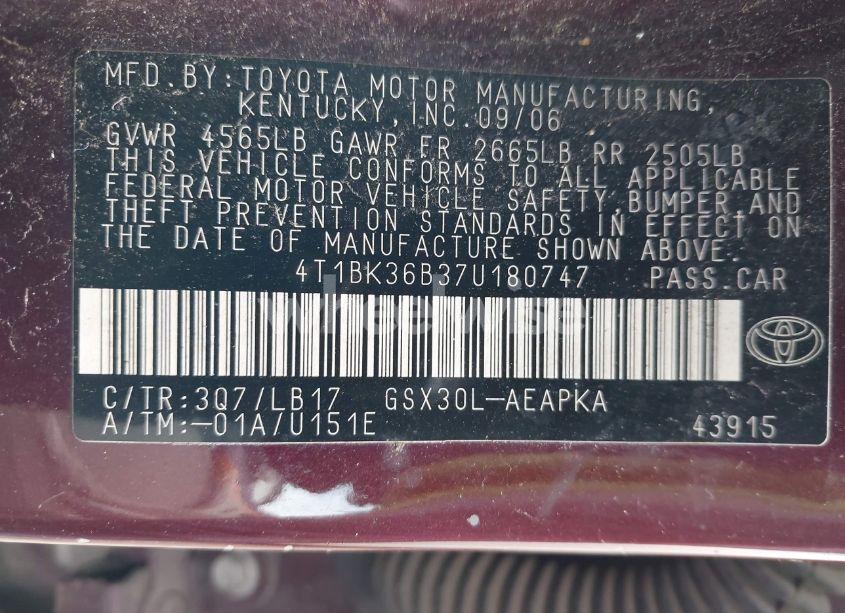 MFD.BY:TOYOTA MOTOR MANUFACTURING,
KENTUCKY,INC.09/06
GVWR 4565LB GAWR FR 2665LB RR 2505LB
THIS VEHICLE CONFORMS TO ALL APPLICABLE
FEDERAL MOTOR VEHICLE SAFETY,BUMPER,AND
THEFT PREVENTION STANDARDS IN EFFECT ON
THE DATE OF MANUFACTURE SHOWN ABOVE.
4T1BK36B37U180747 PASS.CAR
wheelwise
C/TR:3Q7/LB17 GSX30L-AEAPKA
A/TM:-01A/U151E 43915